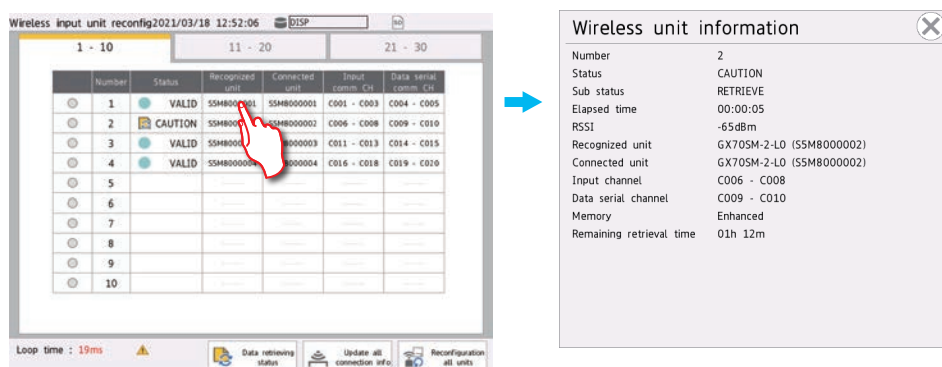 Wireless input unit reconfig 2021/03/18 12:52:06 DISP SD
1 - 10 11 - 20 21 - 30
Number Status Recognized unit Connected unit Input comm CH Data serial comm CH
1 VALID S5M8000001 S5M8000001 C001 - C003 C004 - C005
2 CAUTION S5M8000002 C006 - C008 C009 - C010
3 VALID C011 - C013 C014 - C015
4 VALID S5M8000004 C016 - C018 C019 - C020
5
6
7
8
9
10
Loop time : 19ms Data retrieving status Update all connection info Reconfiguration all units
Wireless unit information
Number 2
Status CAUTION
Sub status RETRIEVE
Elapsed time 00:00:05
RSSI -65dBm
Recognized unit GX70SM-2-L0 (S5M8000002)
Connected unit GX70SM-2-L0 (S5M8000002)
Input channel C006 - C008
Data serial channel C009 - C010
Memory Enhanced
Remaining retrieval time 01h 12m